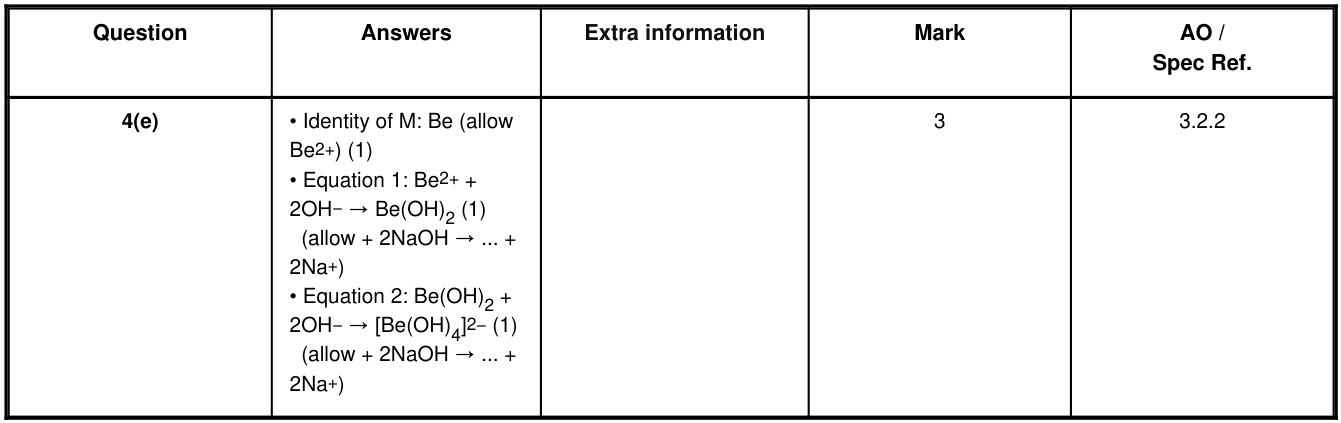 Question Answers Extra information Mark AO /
Spec Ref.
4(e) • Identity of M: Be (allow 3 3.2.2
Be2+) (1)
• Equation 1: Be2+ +
2OH− → Be(OH)2 (1)
(allow + 2NaOH → ... +
2Na+)
• Equation 2: Be(OH)2 +
2OH− → [Be(OH)4]2− (1)
(allow + 2NaOH → ... +
2Na+)